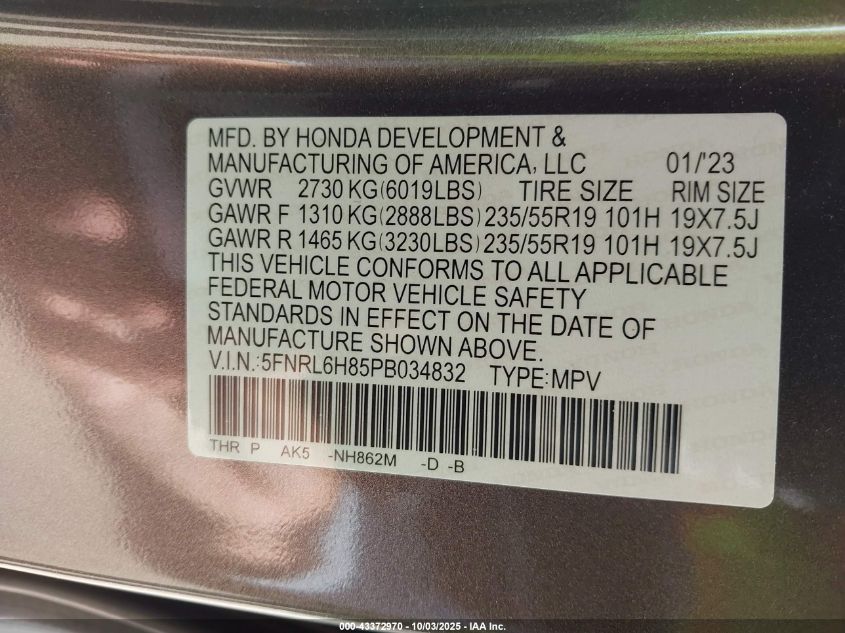 MFD. BY HONDA DEVELOPMENT &
MANUFACTURING OF AMERICA, LLC 01/'23
GVWR 2730 KG(6019LBS) TIRE SIZE RIM SIZE
GAWR F 1310 KG(2888LBS) 235/55R19 101H 19X7.5J
GAWR R 1465 KG(3230LBS) 235/55R19 101H 19X7.5J
THIS VEHICLE CONFORMS TO ALL APPLICABLE
FEDERAL MOTOR VEHICLE SAFETY
STANDARDS IN EFFECT ON THE DATE OF
MANUFACTURE SHOWN ABOVE.
V.I.N.:5FNRL6H85PB034832 TYPE:MPV
THR P AK5 -NH862M -D -B
000-43372970 - 10/03/2025 - IAA Inc.